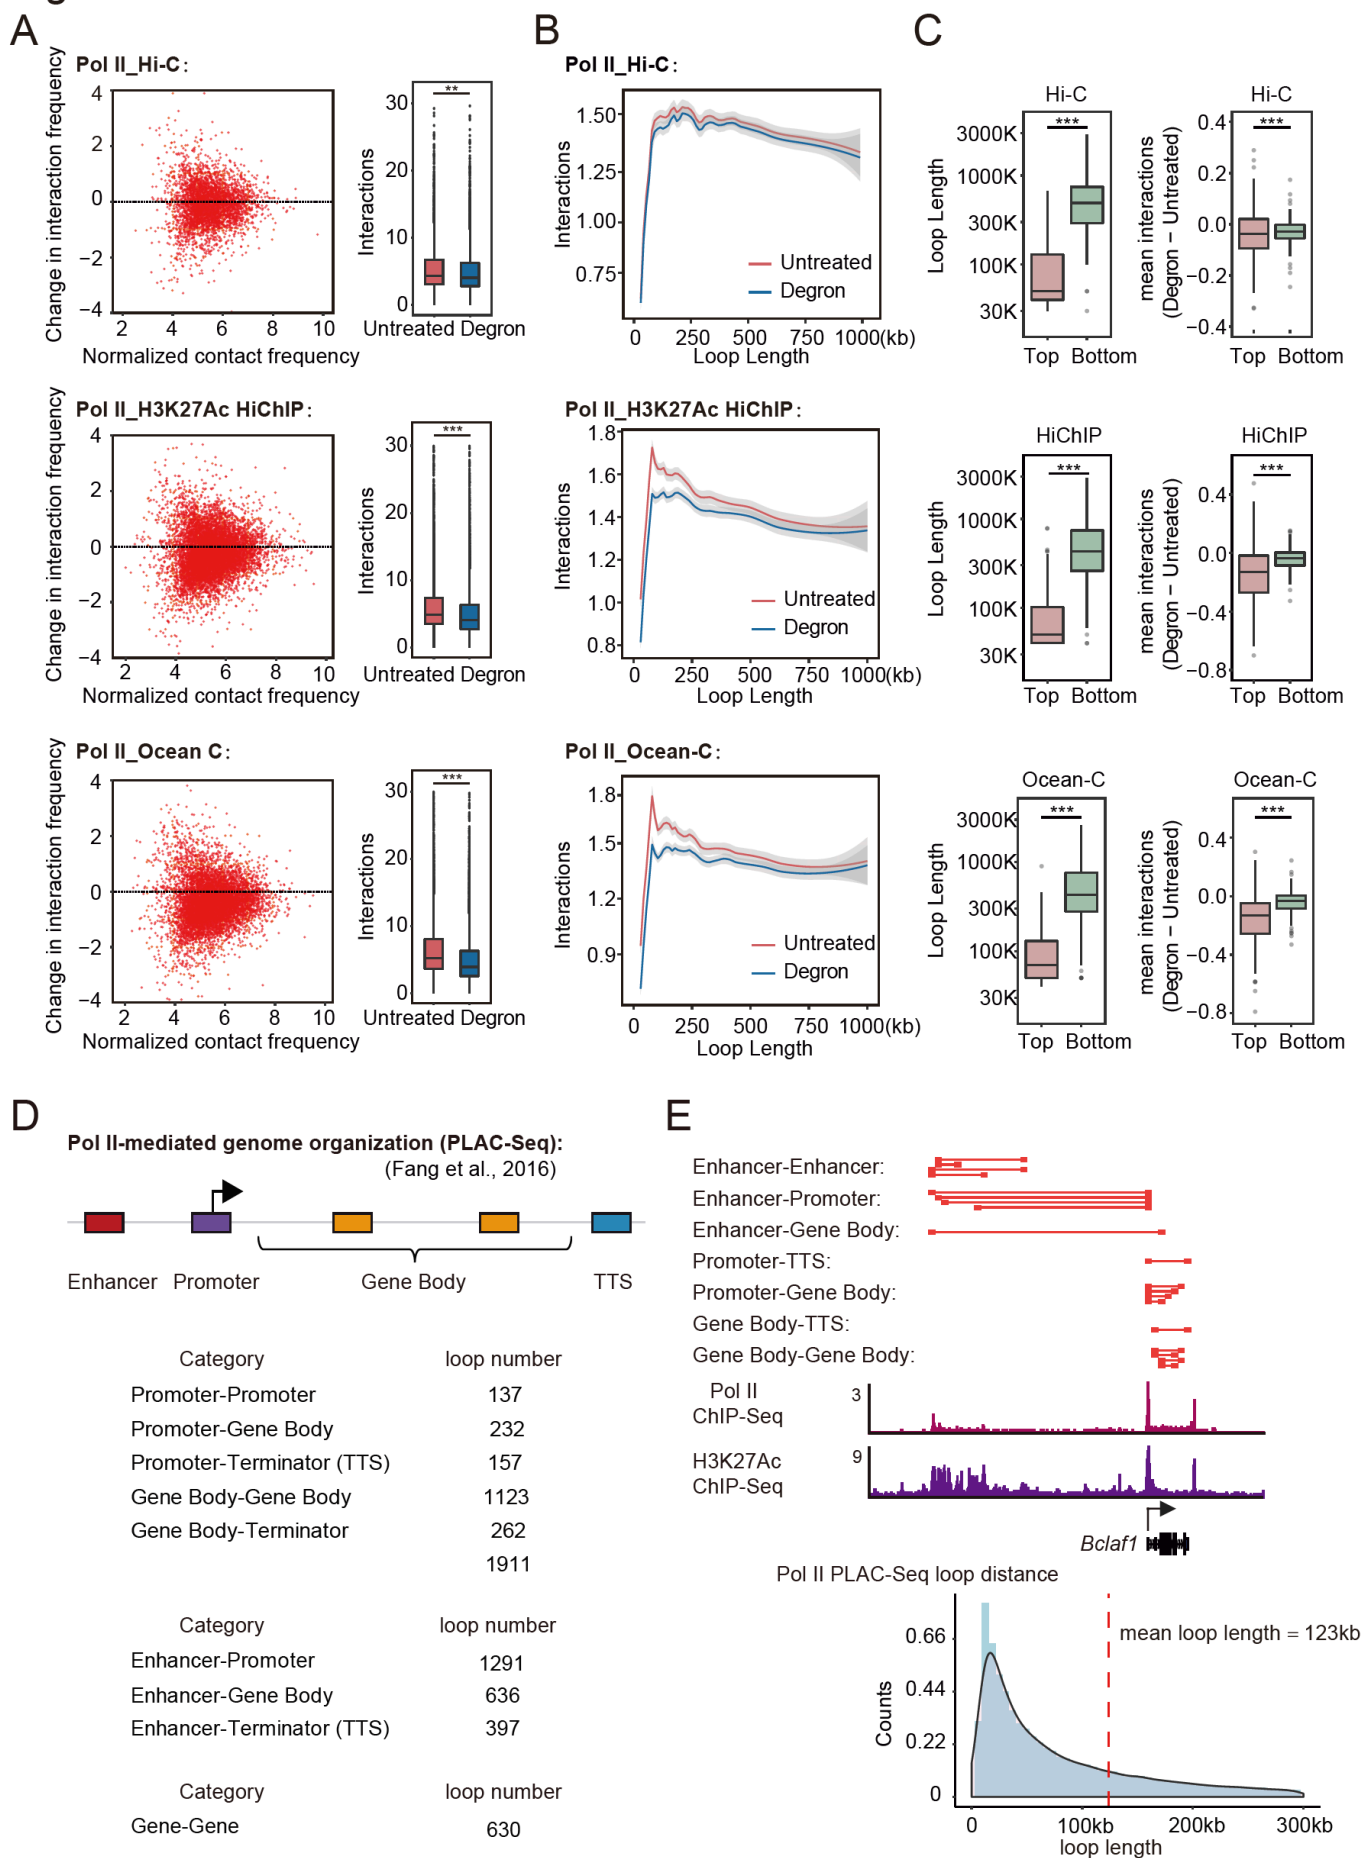 A
B
C
Pol II_Hi-C:
Change in interaction frequency
4
2
0
−2
−4
2
4
6
8
10
Normalized contact frequency
Interactions
30
20
10
0
**
Untreated Degron
Pol II_Hi-C:
Interactions
1.50
1.25
1.00
0.75
Untreated
Degron
0
250
500
750
1000(kb)
Loop Length
Hi-C
Loop Length
3000K
1000K
300K
100K
30K
***
Top
Bottom
Hi-C
mean interactions
(Degron − Untreated)
0.4
0.2
0.0
−0.2
−0.4
***
Top
Bottom
Pol II_H3K27Ac HiChIP:
Change in interaction frequency
4
2
0
−2
−4
2
4
6
8
10
Normalized contact frequency
Interactions
30
20
10
0
***
Untreated Degron
Pol II_H3K27Ac HiChIP:
Interactions
1.8
1.6
1.4
1.2
1.0
0.8
Untreated
Degron
0
250
500
750
1000(kb)
Loop Length
HiChIP
Loop Length
3000K
1000K
300K
100K
30K
***
Top
Bottom
HiChIP
mean interactions
(Degron − Untreated)
0.4
0.0
−0.4
−0.8
***
Top
Bottom
Pol II_Ocean C:
Change in interaction frequency
4
2
0
−2
−4
2
4
6
8
10
Normalized contact frequency
Interactions
30
20
10
0
***
Untreated Degron
Pol II_Ocean-C:
Interactions
1.8
1.5
1.2
0.9
Untreated
Degron
0
250
500
750
1000(kb)
Loop Length
Ocean-C
Loop Length
3000K
1000K
300K
100K
30K
***
Top
Bottom
Ocean-C
mean interactions
(Degron − Untreated)
0.4
0.0
−0.4
−0.8
***
Top
Bottom
D
Pol II-mediated genome organization (PLAC-Seq):
(Fang et al., 2016)
Enhancer
Promoter
Gene Body
TTS
Category loop number
Promoter-Promoter 137
Promoter-Gene Body 232
Promoter-Terminator (TTS) 157
Gene Body-Gene Body 1123
Gene Body-Terminator 262
1911
Category loop number
Enhancer-Promoter 1291
Enhancer-Gene Body 636
Enhancer-Terminator (TTS) 397
Category loop number
Gene-Gene 630
E
Enhancer-Enhancer:
Enhancer-Promoter:
Enhancer-Gene Body:
Promoter-TTS:
Promoter-Gene Body:
Gene Body-TTS:
Gene Body-Gene Body:
Pol II
ChIP-Seq
3
H3K27Ac
ChIP-Seq
9
Bclaf1
Pol II PLAC-Seq loop distance
mean loop length = 123kb
Counts
0.66
0.44
0.22
0
0
100kb
200kb
300kb
loop length